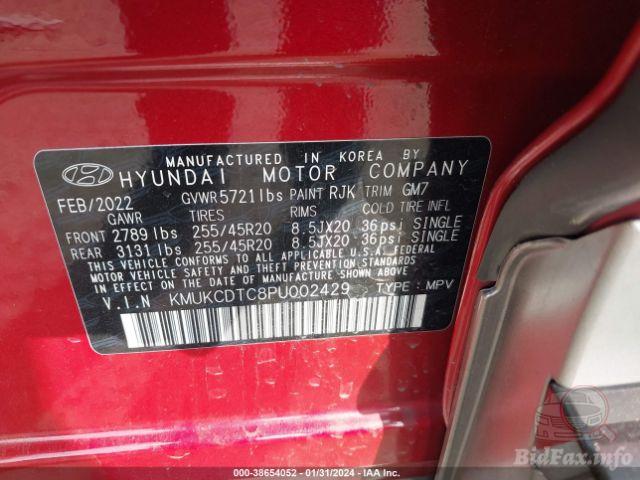 MANUFACTURED IN KOREA BY
HYUNDAI MOTOR COMPANY
FEB/2022 GVWR 5721 lbs PAINT RJK TRIM GM7
GAWR TIRES RIMS COLD TIRE INFL
FRONT 2789 lbs 255/45R20 8.5JX20 36psi SINGLE
REAR 3131 lbs 255/45R20 8.5JX20 36psi SINGLE
THIS VEHICLE CONFORMS TO ALL APPLICABLE U.S.A FEDERAL
MOTOR VEHICLE SAFETY AND THEFT PREVENTION STANDARDS
IN EFFECT ON THE DATE OF MANUFACTURE SHOWN ABOVE.
V.I.N KMUKCDTC8PU002429 TYPE: MPV
000-38654052 - 01/31/2024 - IAA Inc.
BidFax.info